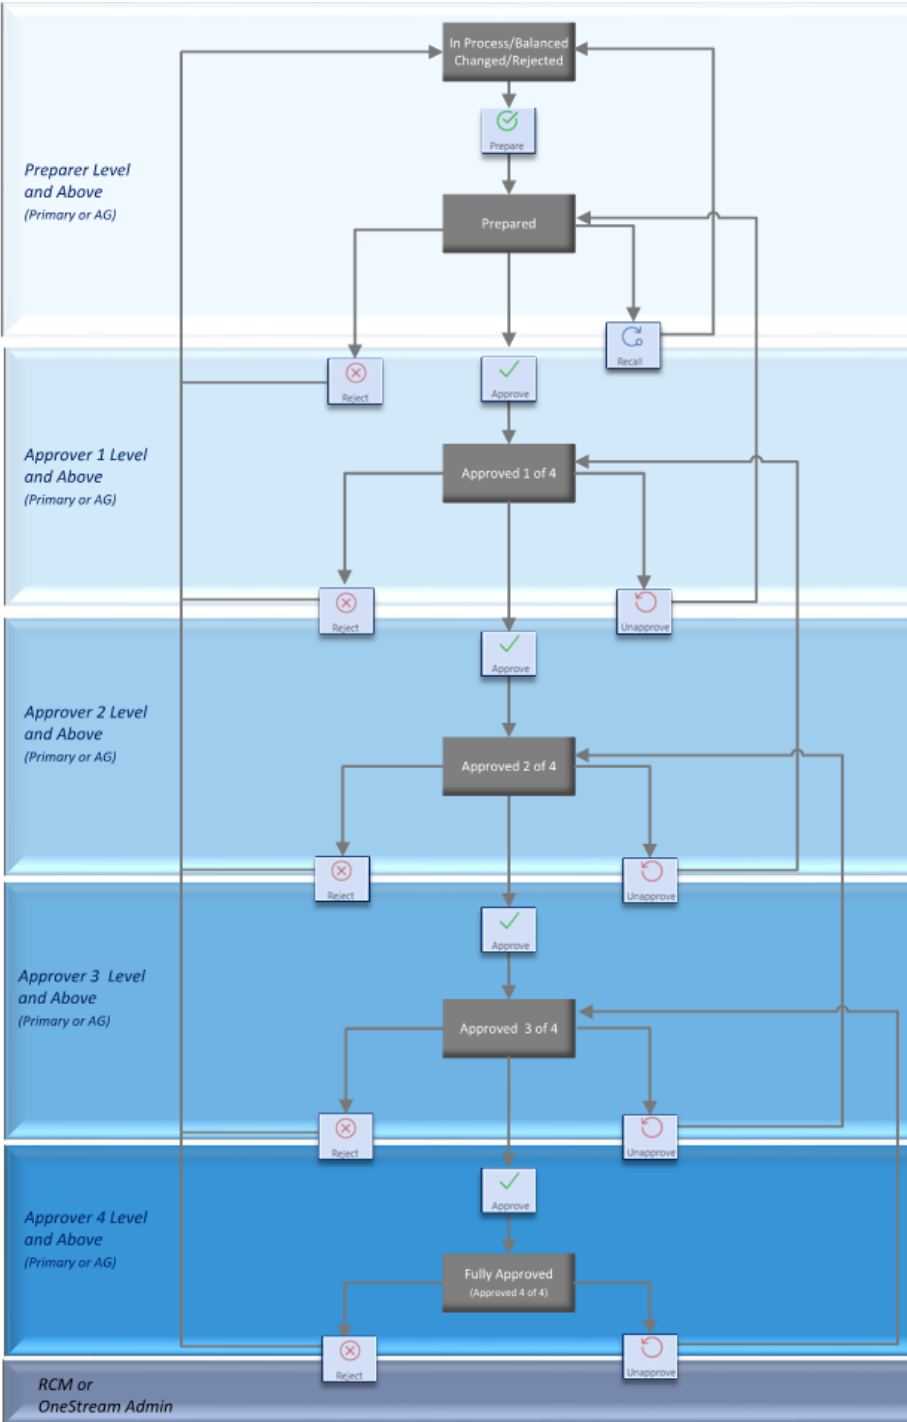 In Process/Balanced
Changed/Rejected
Prepare
Preparer Level
and Above
(Primary or AG)
Prepared
Recall
Reject
Approve
Approver 1 Level
and Above
(Primary or AG)
Approved 1 of 4
Reject
Unapprove
Approve
Approver 2 Level
and Above
(Primary or AG)
Approved 2 of 4
Reject
Unapprove
Approve
Approver 3  Level
and Above
(Primary or AG)
Approved  3 of 4
Reject
Unapprove
Approve
Approver 4 Level
and Above
(Primary or AG)
Fully Approved
(Approved 4 of 4)
Reject
Unapprove
RCM or
OneStream Admin